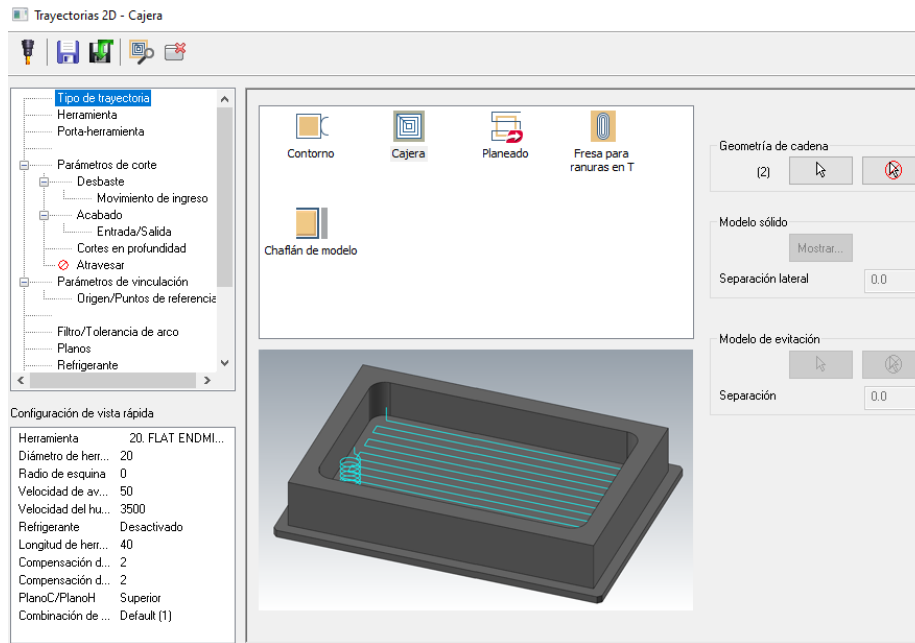 Trayectorias 2D - Cajera
Tipo de trayectoria
Herramienta
Porta-herramienta
Parámetros de corte
Desbaste
Movimiento de ingreso
Acabado
Entrada/Salida
Cortes en profundidad
Atravesar
Parámetros de vinculación
Origen/Puntos de referencia
Filtro/Tolerancia de arco
Planos
Refrigerante
Configuración de vista rápida
Herramienta 20. FLAT ENDMI...
Diámetro de herr... 20
Radio de esquina 0
Velocidad de av... 50
Velocidad del hu... 3500
Refrigerante Desactivado
Longitud de herr... 40
Compensación d... 2
Compensación d... 2
PlanoC/PlanoH Superior
Combinación de ... Default (1)
Contorno
Cajera
Planeado
Fresa para
ranuras en T
Chaflán de modelo
Geometría de cadena
(2)
Modelo sólido
Mostrar...
Separación lateral 0.0
Modelo de evitación
Separación 0.0